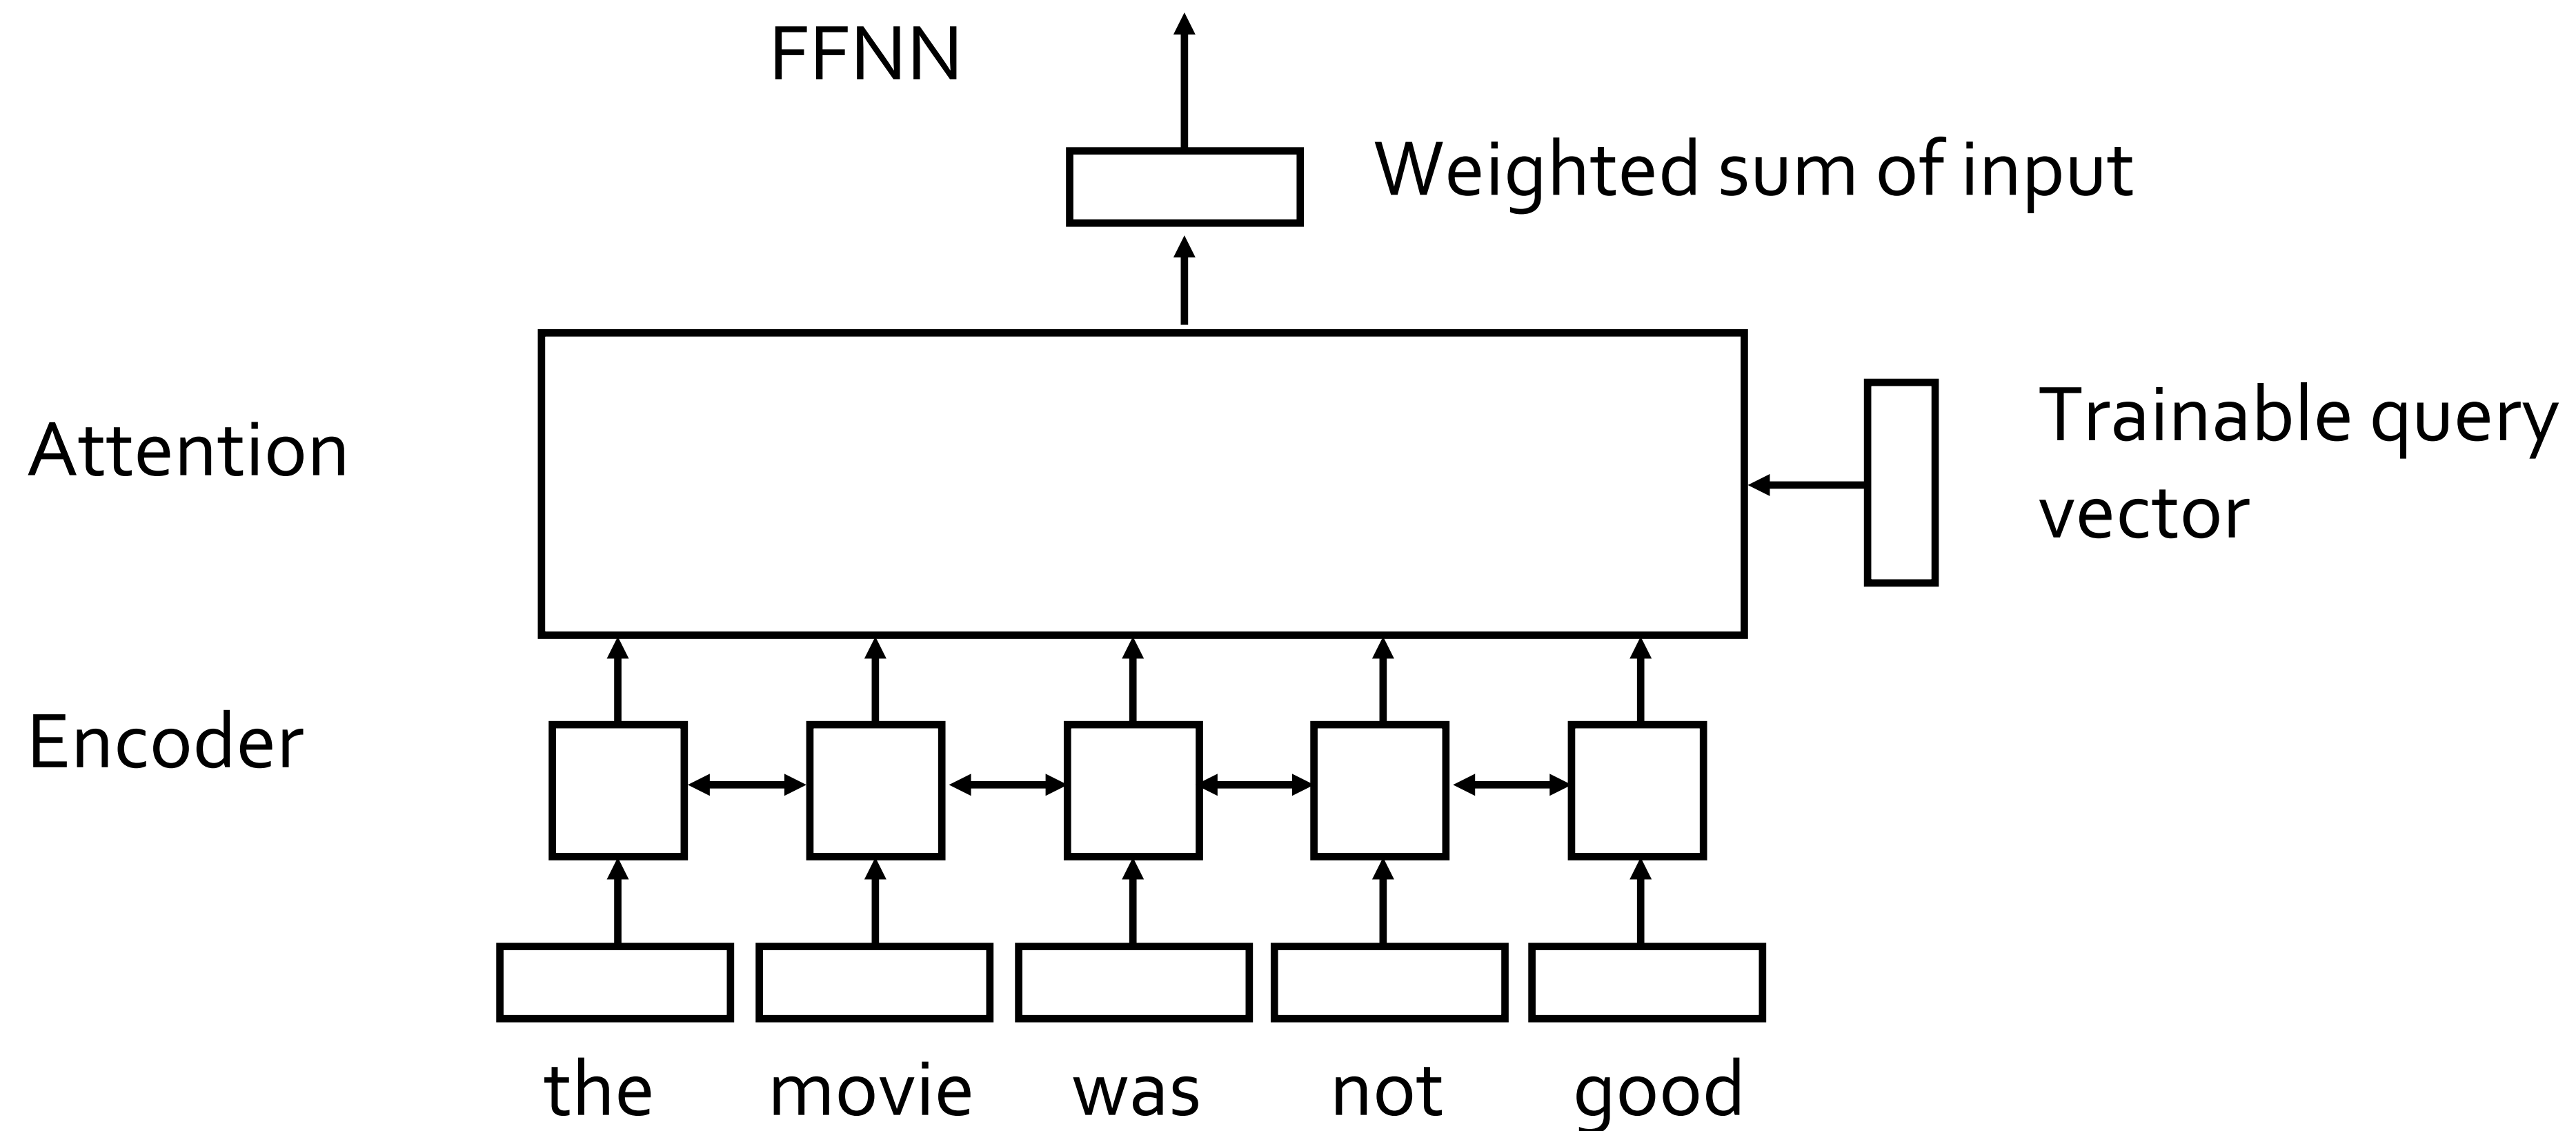 FFNN
Weighted sum of input
Attention
Trainable query
vector
Encoder
the movie was not good